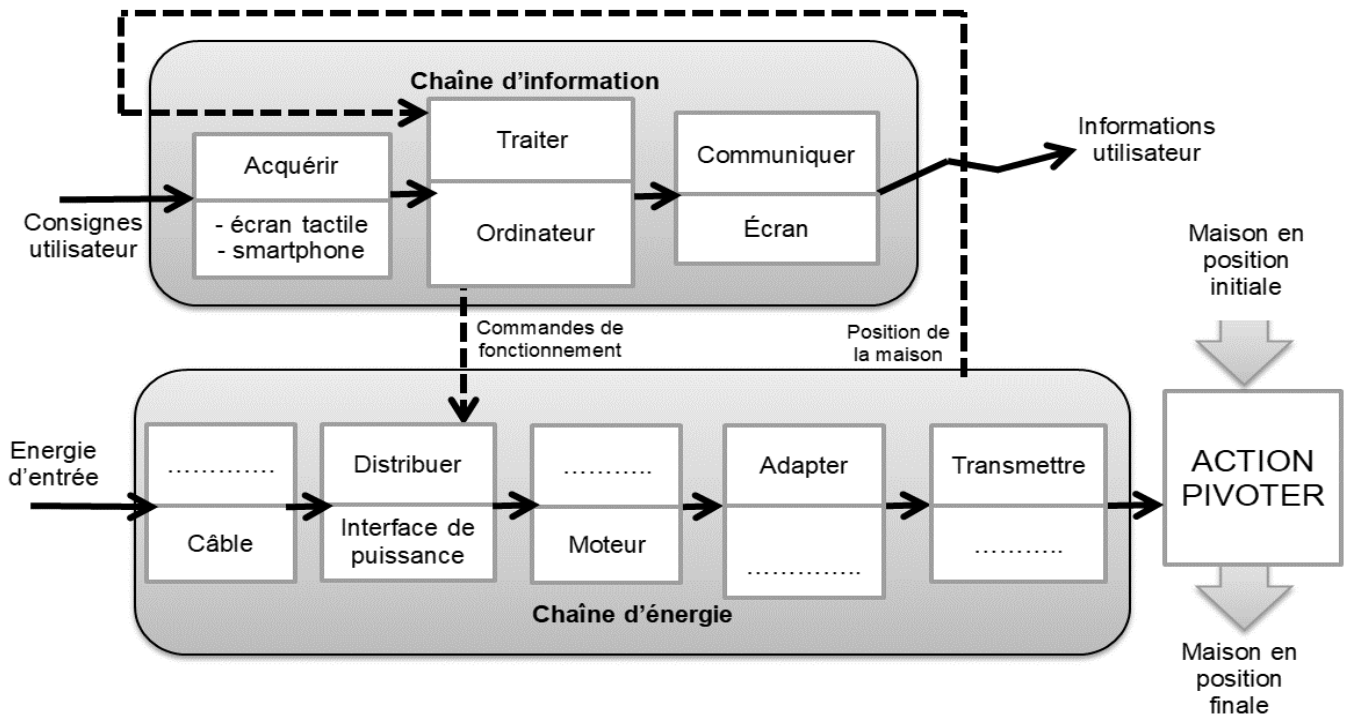 Chaîne d’information
Traiter
Acquérir
Communiquer
Informations
utilisateur
Consignes
utilisateur
- écran tactile
- smartphone
Ordinateur
Écran
Maison en
position
initiale
Commandes de
fonctionnement
Position de
la maison
Energie
d’entrée
………….
Distribuer
………..
Adapter
Transmettre
ACTION
PIVOTER
Câble
Interface de
puissance
Moteur
…………..
………..
Chaîne d’énergie
Maison en
position
finale